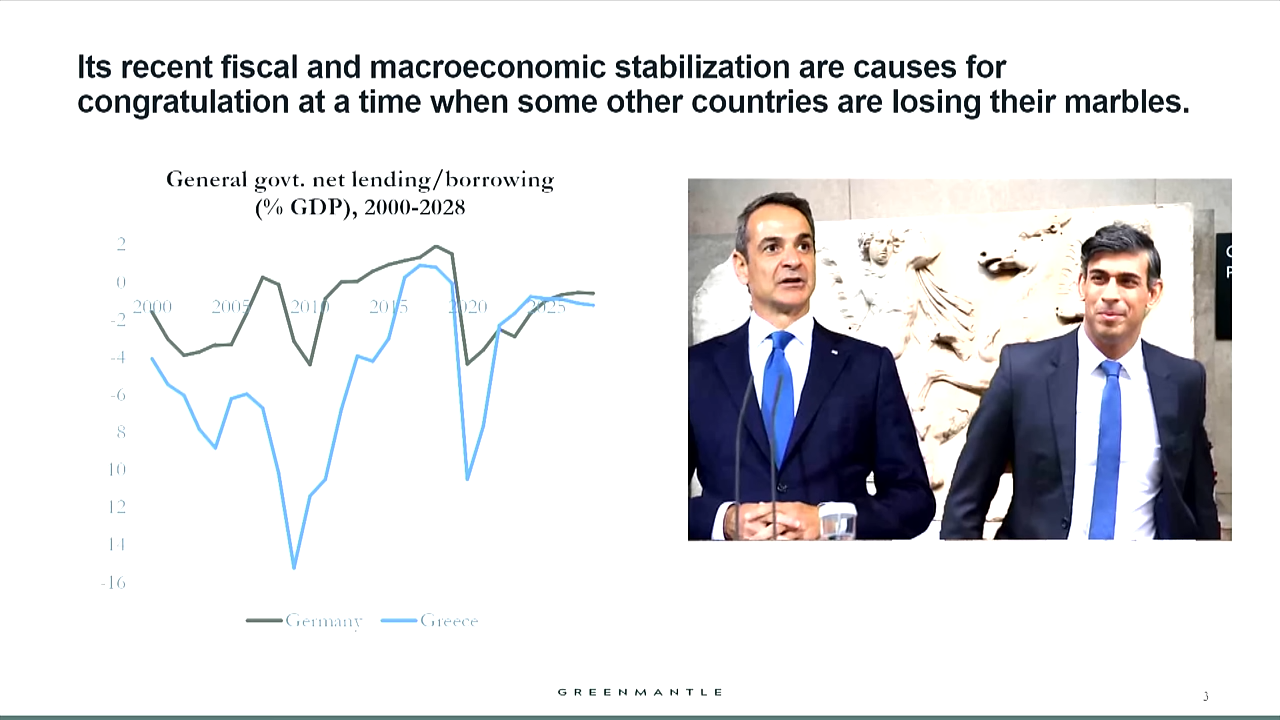 Its recent fiscal and macroeconomic stabilization are causes for
congratulation at a time when some other countries are losing their marbles.
General govt. net lending/borrowing
(% GDP), 2000-2028
2
0
2000 2005 2010 2015 2020 2025
-2
-4
-6
8
10
12
14
-16
Germany Greece
GREENMANTLE
3